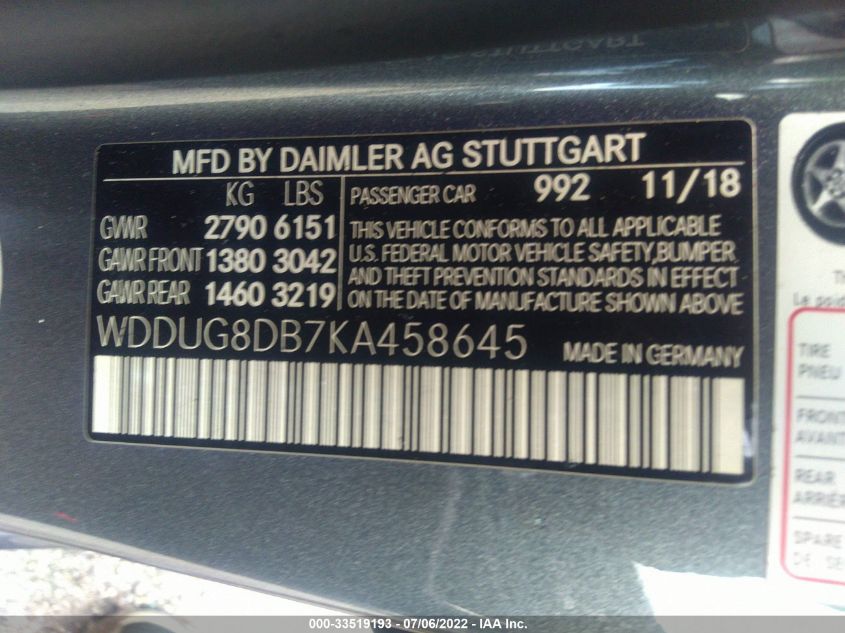 MFD BY DAIMLER AG STUTTGART
KG LBS
GVWR 2790 6151
GAWR FRONT 1380 3042
GAWR REAR 1460 3219
PASSENGER CAR 992 11/18
THIS VEHICLE CONFORMS TO ALL APPLICABLE
U.S. FEDERAL MOTOR VEHICLE SAFETY,BUMPER,
AND THEFT PREVENTION STANDARDS IN EFFECT
ON THE DATE OF MANUFACTURE SHOWN ABOVE
WDDUG8DB7KA458645 MADE IN GERMANY
TIRE
PNEU
FRONT
AVANT
REAR
ARRIÈR
SPARE
000-33519193 - 07/06/2022 - IAA Inc.